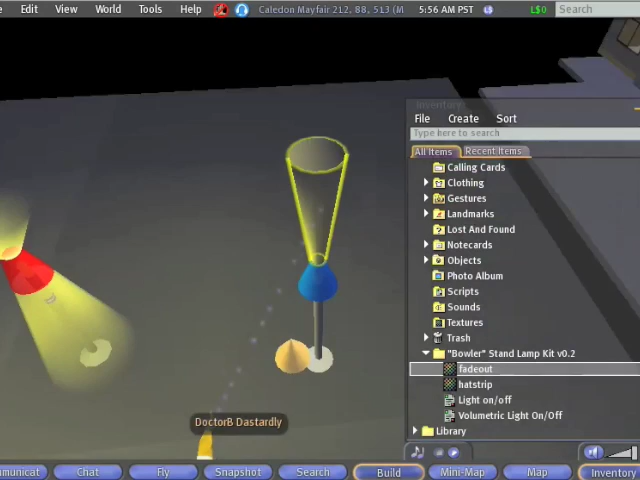 Edit View World Tools Help Caledon Mayfair 212, 88, 513 (M 5:56 AM PST L$ L$0 Search
Inventory
File Create Sort
Type here to search
All Items Recent Items
Calling Cards
Clothing
Gestures
Landmarks
Lost And Found
Notecards
Objects
Photo Album
Scripts
Sounds
Textures
Trash
"Bowler" Stand Lamp Kit v0.2
fadeout
hatstrip
Light on/off
Volumetric Light On/Off
Library
DoctorB Dastardly
municat Chat Fly Snapshot Search Build Mini-Map Map Inventory